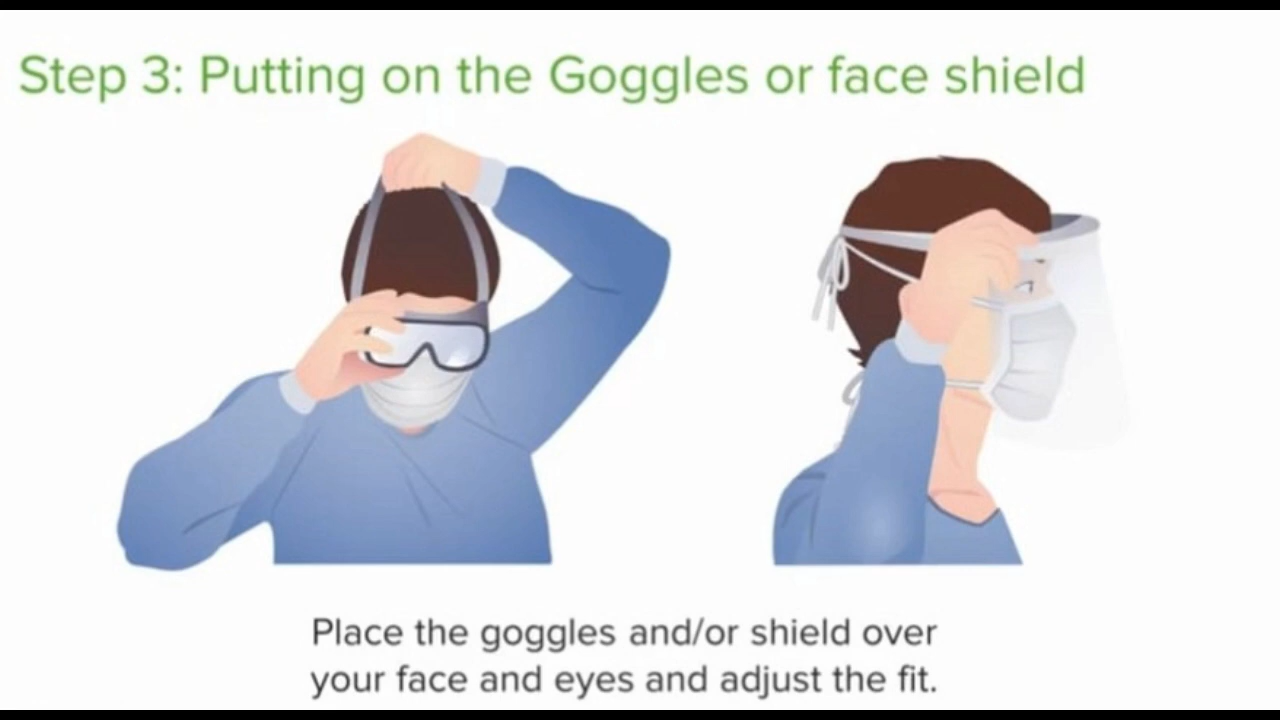 Step 3: Putting on the Goggles or face shield
Place the goggles and/or shield over
your face and eyes and adjust the fit.